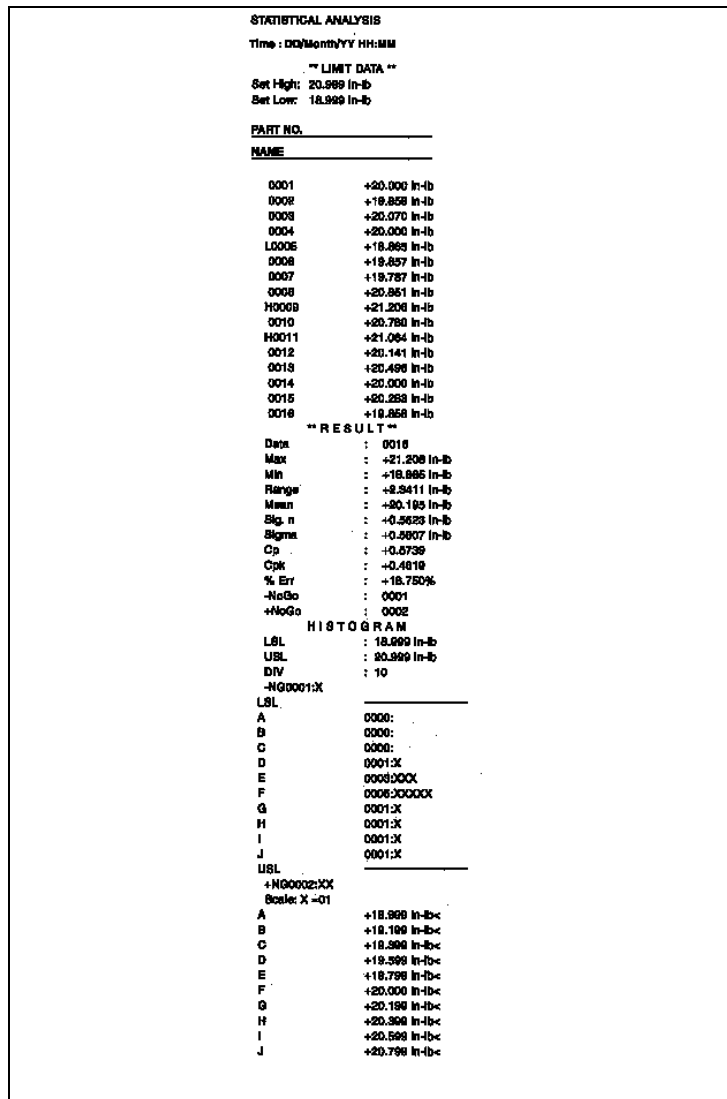 STATISTICAL ANALYSIS
Time : DD/Month/YY HH:MM
** LIMIT DATA **
Set High: 20.999 in-lb
Set Low: 18.999 in-lb
PART NO.
NAME
0001 +20.000 in-lb
0002 +19.858 in-lb
0003 +20.070 in-lb
0004 +20.000 in-lb
L0005 +18.865 in-lb
0006 +19.857 in-lb
0007 +19.787 in-lb
0008 +20.851 in-lb
H0009 +21.206 in-lb
0010 +20.780 in-lb
H0011 +21.064 in-lb
0012 +20.141 in-lb
0013 +20.496 in-lb
0014 +20.000 in-lb
0015 +20.283 in-lb
0016 +19.858 in-lb
** R E S U L T **
Data : 0016
Max : +21.206 in-lb
Min : +18.865 in-lb
Range : +2.3411 in-lb
Mean : +20.195 in-lb
Sig. n : +0.5623 in-lb
Sigma : +0.5807 in-lb
Cp : +0.5739
Cpk : +0.4619
% Err : +18.750%
-NoGo : 0001
+NoGo : 0002
H I S T O G R A M
LSL : 18.999 in-lb
USL : 20.999 in-lb
DIV : 10
-NG0001:X
LSL
A 0000:
B 0000:
C 0000:
D 0001:X
E 0003:XXX
F 0005:XXXXX
G 0001:X
H 0001:X
I 0001:X
J 0001:X
USL
+NG0002:XX
Scale: X =01
A +18.999 in-lb<
B +19.199 in-lb<
C +19.399 in-lb<
D +19.599 in-lb<
E +19.799 in-lb<
F +20.000 in-lb<
G +20.199 in-lb<
H +20.399 in-lb<
I +20.599 in-lb<
J +20.799 in-lb<